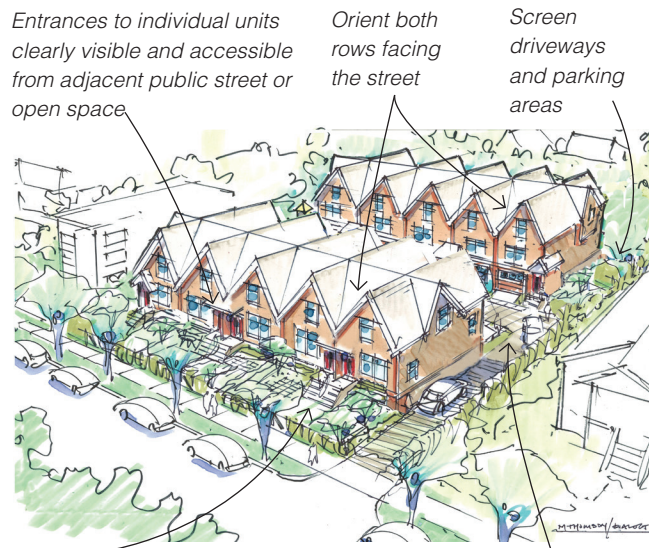 Entrances to individual units
clearly visible and accessible
from adjacent public street or
open space
Orient both
rows facing
the street
Screen
driveways
and parking
areas